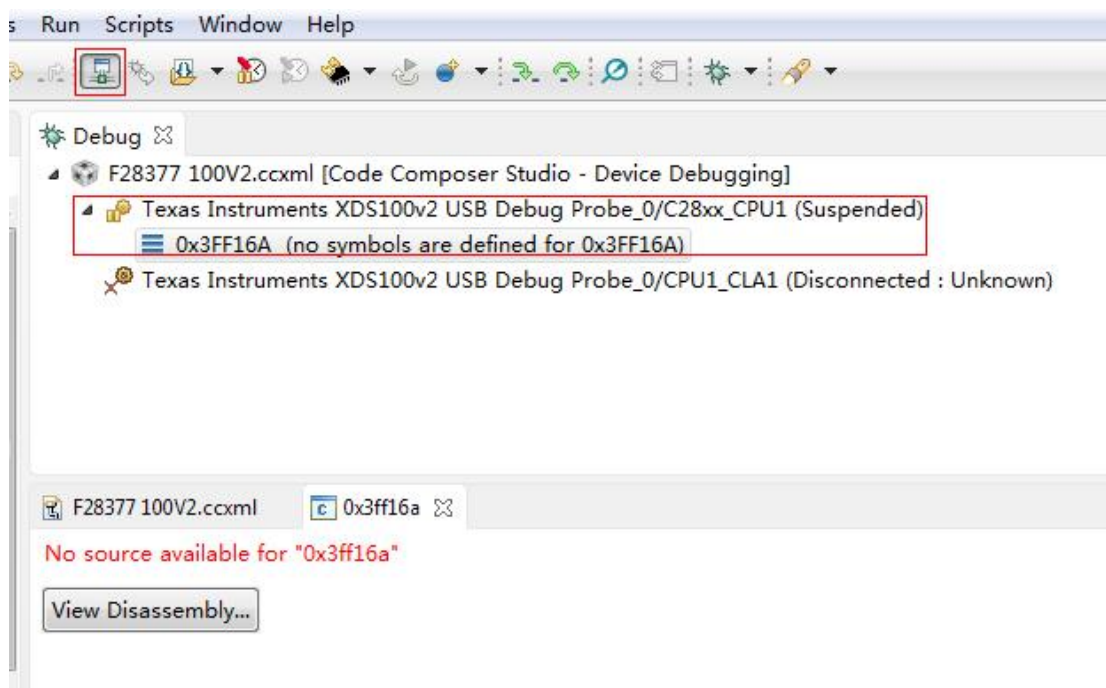 s Run Scripts Window Help
Debug
F28377 100V2.ccxml [Code Composer Studio - Device Debugging]
Texas Instruments XDS100v2 USB Debug Probe_0/C28xx_CPU1 (Suspended)
0x3FF16A (no symbols are defined for 0x3FF16A)
Texas Instruments XDS100v2 USB Debug Probe_0/CPU1_CLA1 (Disconnected : Unknown)
F28377 100V2.ccxml 0x3ff16a
No source available for "0x3ff16a"
View Disassembly...